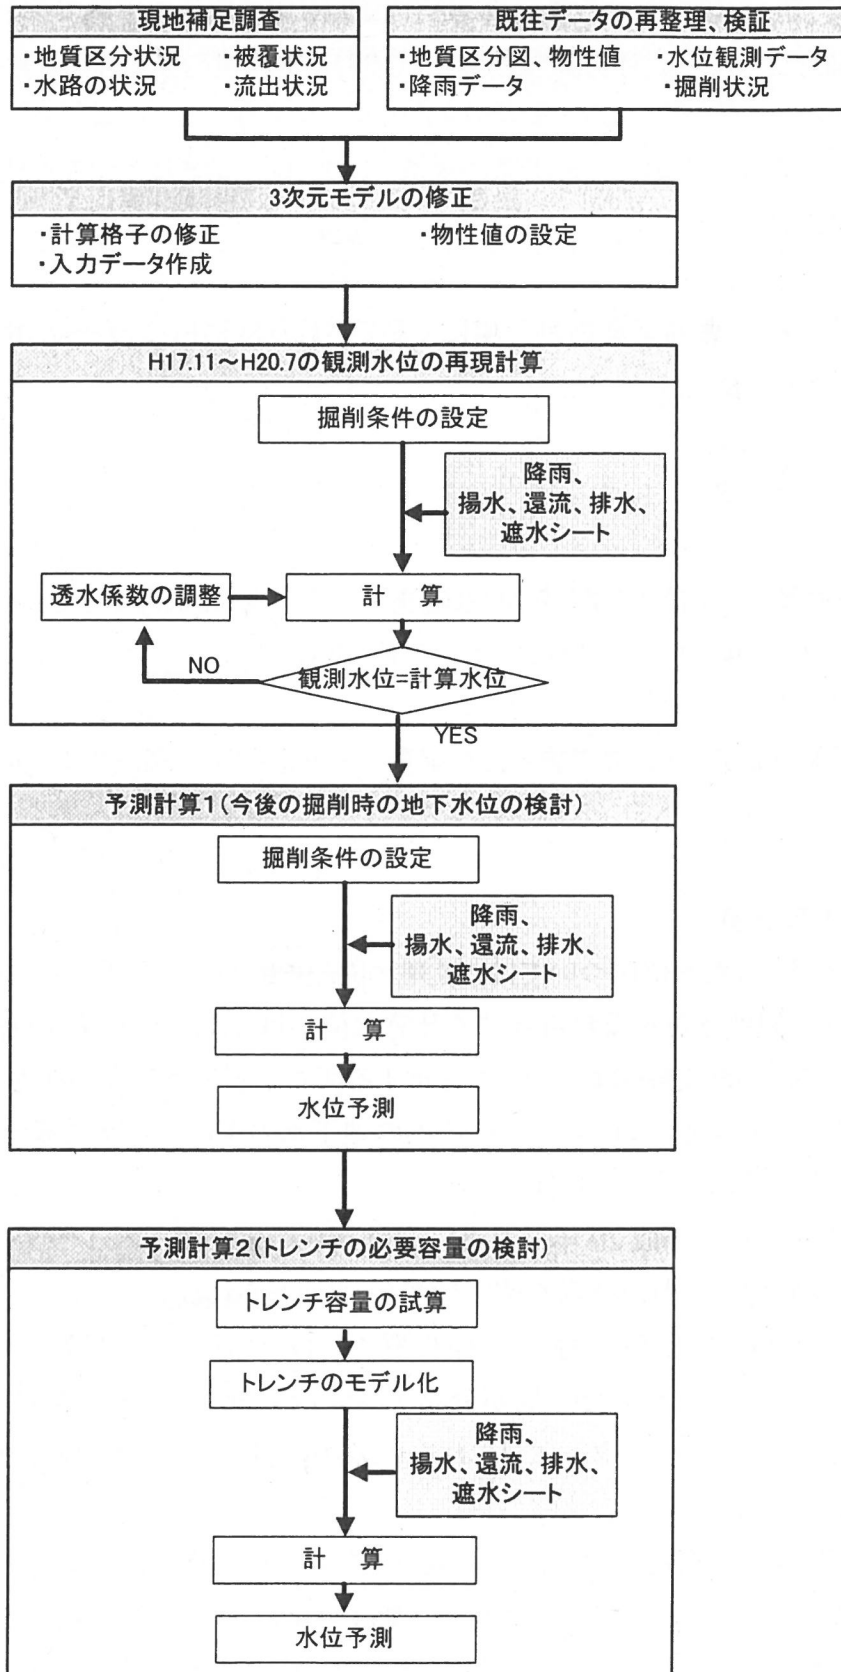 現地補足調査
・地質区分状況　・被覆状況
・水路の状況　・流出状況
既往データの再整理、検証
・地質区分図、物性値　・水位観測データ
・降雨データ　・掘削状況
3次元モデルの修正
・計算格子の修正　・物性値の設定
・入力データ作成
H17.11～H20.7の観測水位の再現計算
掘削条件の設定
降雨、
揚水、還流、排水、
遮水シート
透水係数の調整
計　算
NO
観測水位=計算水位
YES
予測計算1(今後の掘削時の地下水位の検討)
掘削条件の設定
降雨、
揚水、還流、排水、
遮水シート
計　算
水位予測
予測計算2(トレンチの必要容量の検討)
トレンチ容量の試算
トレンチのモデル化
降雨、
揚水、還流、排水、
遮水シート
計　算
水位予測